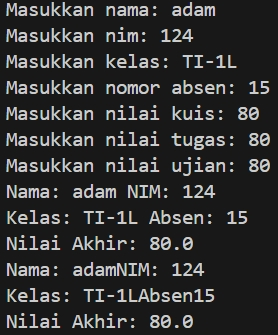 Masukkan nama: adam
Masukkan nim: 124
Masukkan kelas: TI-1L
Masukkan nomor absen: 15
Masukkan nilai kuis: 80
Masukkan nilai tugas: 80
Masukkan nilai ujian: 80
Nama: adam NIM: 124
Kelas: TI-1L Absen: 15
Nilai Akhir: 80.0
Nama: adamNIM: 124
Kelas: TI-1LAbsen15
Nilai Akhir: 80.0